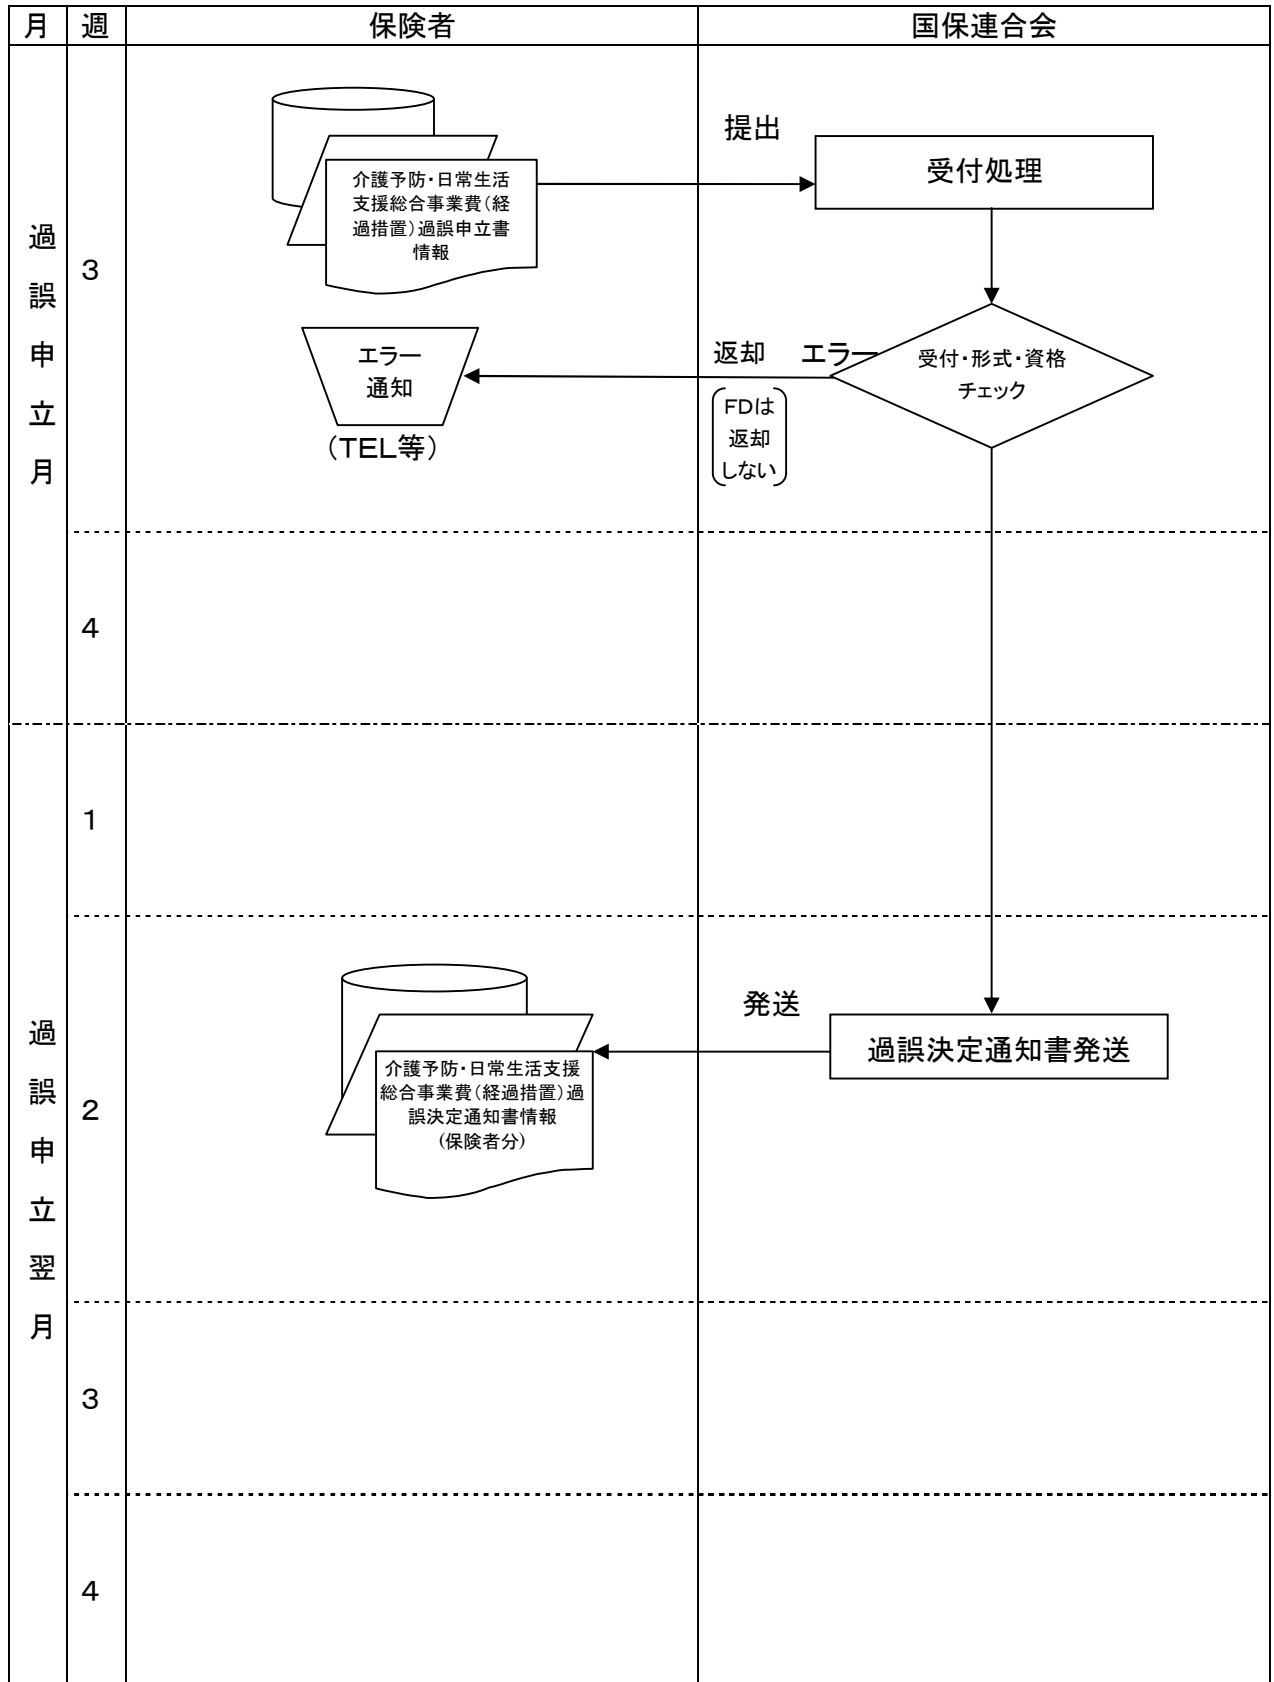 月 週 保険者 国保連合会
過誤申立月
3
介護予防・日常生活
支援総合事業費（経
過措置）過誤申立書
情報
提出
受付処理
受付・形式・資格
チェック
エラー
返却
FDは
返却
しない
エラー
通知
（TEL等）
4
過誤申立翌月
1
2
過誤決定通知書発送
発送
介護予防・日常生活支援
総合事業費（経過措置）過
誤決定通知書情報
(保険者分)
3
4